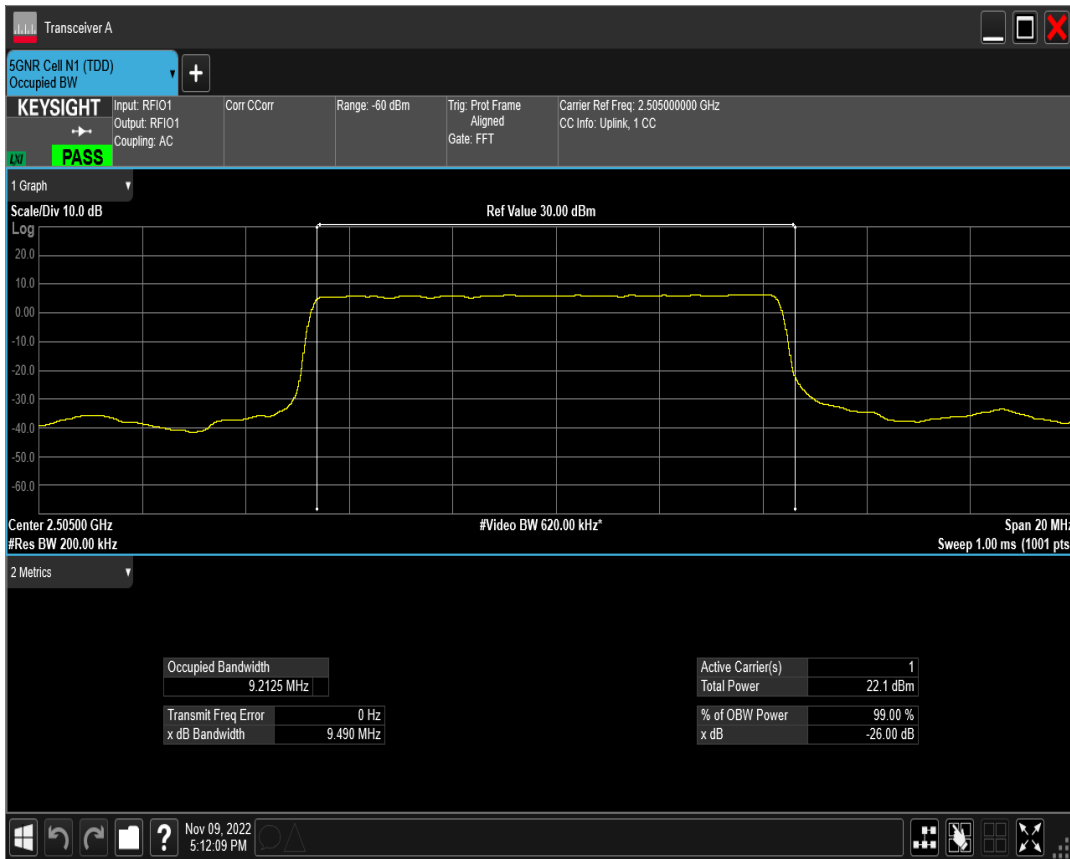 Transceiver A
5GNR Cell N1 (TDD)
Occupied BW
+
KEYSIGHT
LXI
PASS
Input: RFIO1
Output: RFIO1
Coupling: AC
Corr CCorr
Range: -60 dBm
Trig: Prot Frame
Aligned
Gate: FFT
Carrier Ref Freq: 2.505000000 GHz
CC Info: Uplink, 1 CC
1 Graph
Scale/Div 10.0 dB
Ref Value 30.00 dBm
Log
20.0
10.0
0.00
-10.0
-20.0
-30.0
-40.0
-50.0
-60.0
Center 2.50500 GHz
#Video BW 620.00 kHz*
Span 20 MHz
#Res BW 200.00 kHz
Sweep 1.00 ms (1001 pts
2 Metrics
Occupied Bandwidth
9.2125 MHz
Transmit Freq Error 0 Hz
x dB Bandwidth 9.490 MHz
Active Carrier(s) 1
Total Power 22.1 dBm
% of OBW Power 99.00 %
x dB -26.00 dB
?
Nov 09, 2022
5:12:09 PM